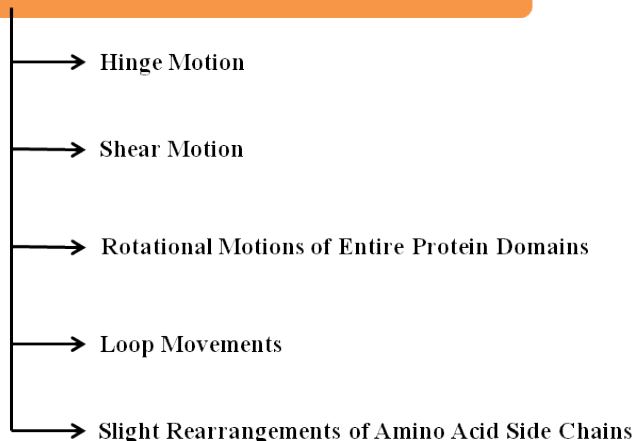 Hinge Motion
Shear Motion
Rotational Motions of Entire Protein Domains
Loop Movements
Slight Rearrangements of Amino Acid Side Chains